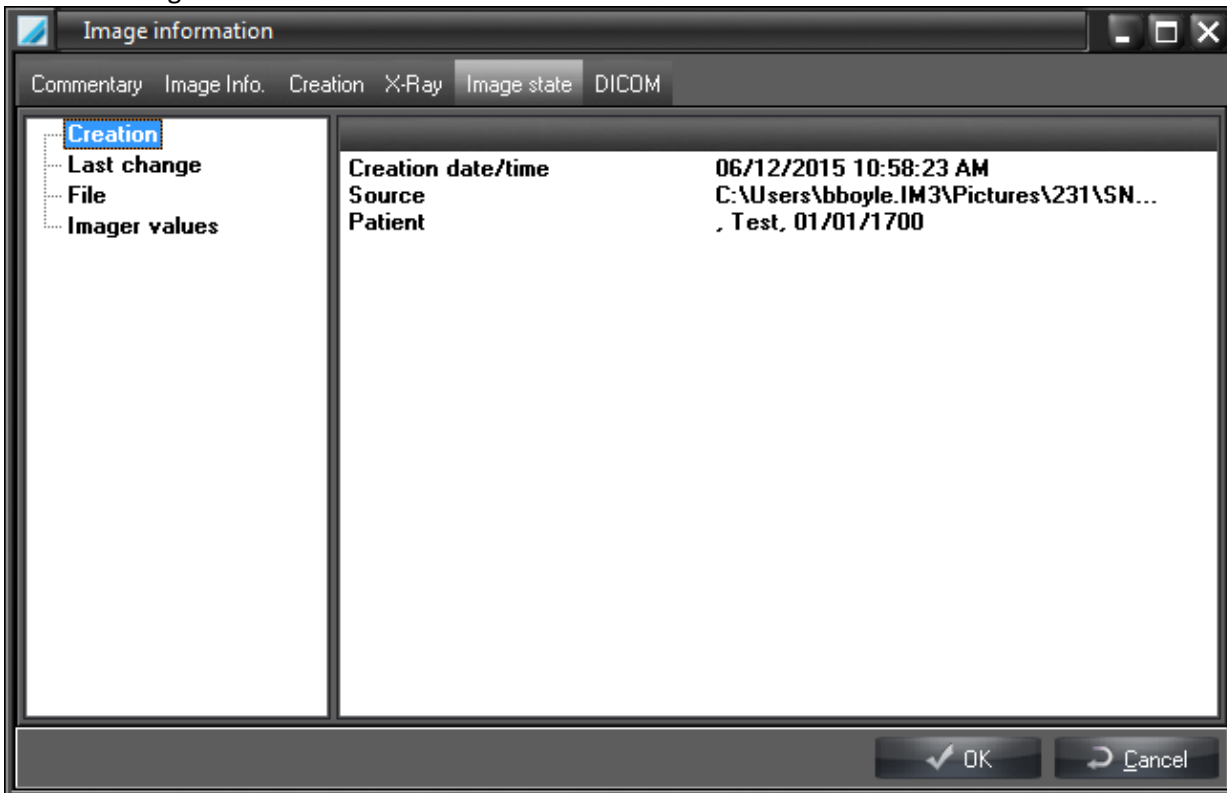 Image information
Commentary Image Info. Creation X-Ray Image state DICOM
Creation
Last change
File
Imager values
Creation date/time 06/12/2015 10:58:23 AM
Source C:\Users\bboyle.IM3\Pictures\231\SN...
Patient , Test, 01/01/1700
OK Cancel